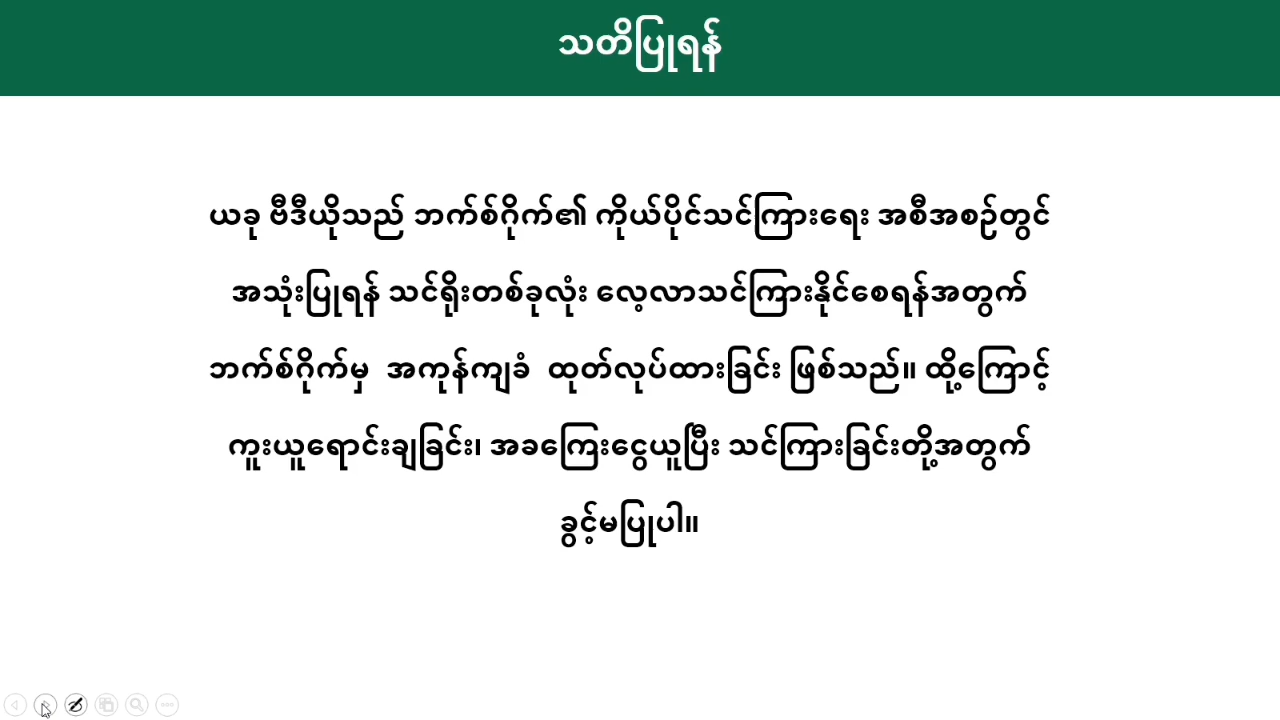 သတိပြုရန်
ယခု ဗီဒီယိုသည် ဘက်စ်ဂိုက်၏ ကိုယ်ပိုင်သင်ကြားရေး အစီအစဉ်တွင်
အသုံးပြုရန် သင်ရိုးတစ်ခုလုံး လေ့လာသင်ကြားနိုင်စေရန်အတွက်
ဘက်စ်ဂိုက်မှ အကုန်ကျခံ ထုတ်လုပ်ထားခြင်း ဖြစ်သည်။ ထို့ကြောင့်
ကူးယူရောင်းချခြင်း၊ အခကြေးငွေယူပြီး သင်ကြားခြင်းတို့အတွက်
ခွင့်မပြုပါ။